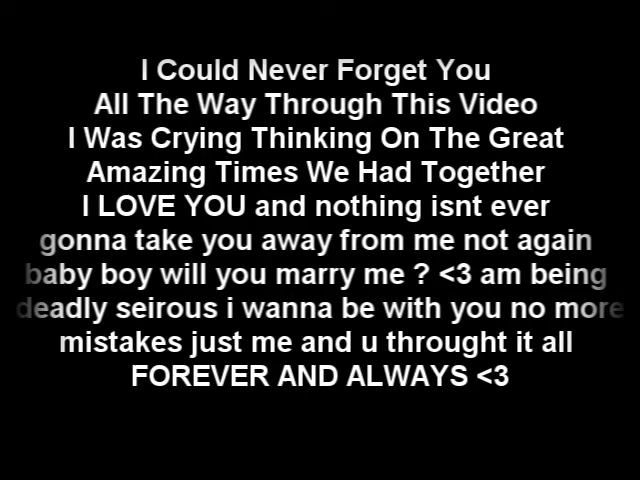 I Could Never Forget You
All The Way Through This Video
I Was Crying Thinking On The Great
Amazing Times We Had Together
I LOVE YOU and nothing isnt ever
gonna take you away from me not again
baby boy will you marry me ? <3 am being
deadly seirous i wanna be with you no more
mistakes just me and u throught it all
FOREVER AND ALWAYS <3